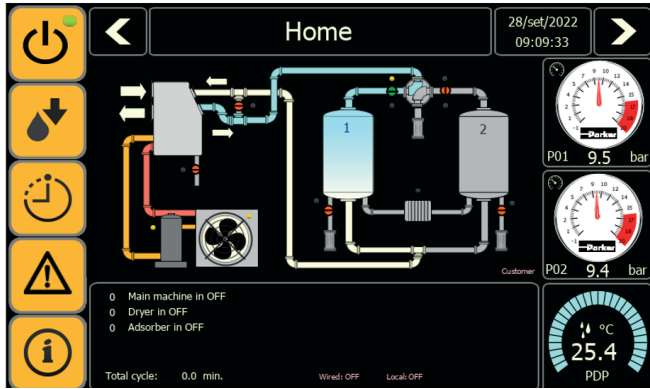 Home
28/set/2022
09:09:33
1
2
Parker
P01 9.5 bar
Parker
P02 9.4 bar
Customer
0 Main machine in OFF
0 Dryer in OFF
0 Adsorber in OFF
Total cycle: 0.0 min.
Wired: OFF Local: OFF
°C
25.4
PDP